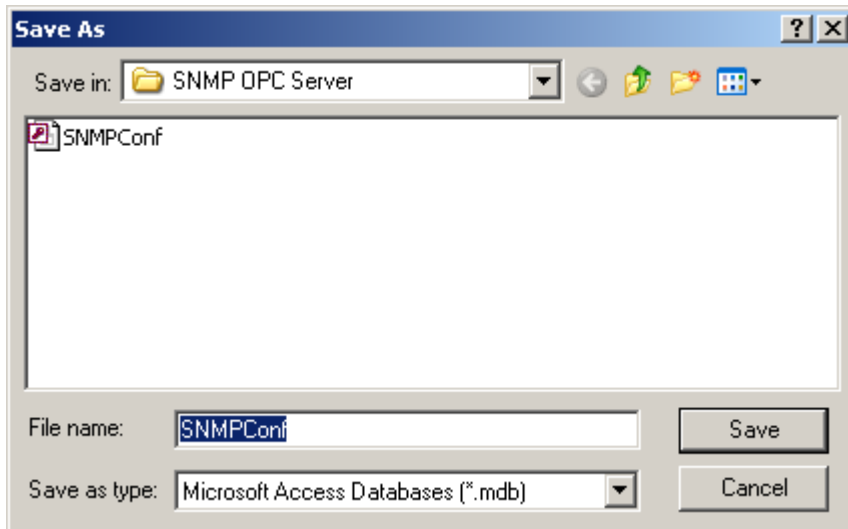 Save As
Save in: SNMP OPC Server
SNMPConf
File name: SNMPConf Save
Save as type: Microsoft Access Databases (*.mdb) Cancel